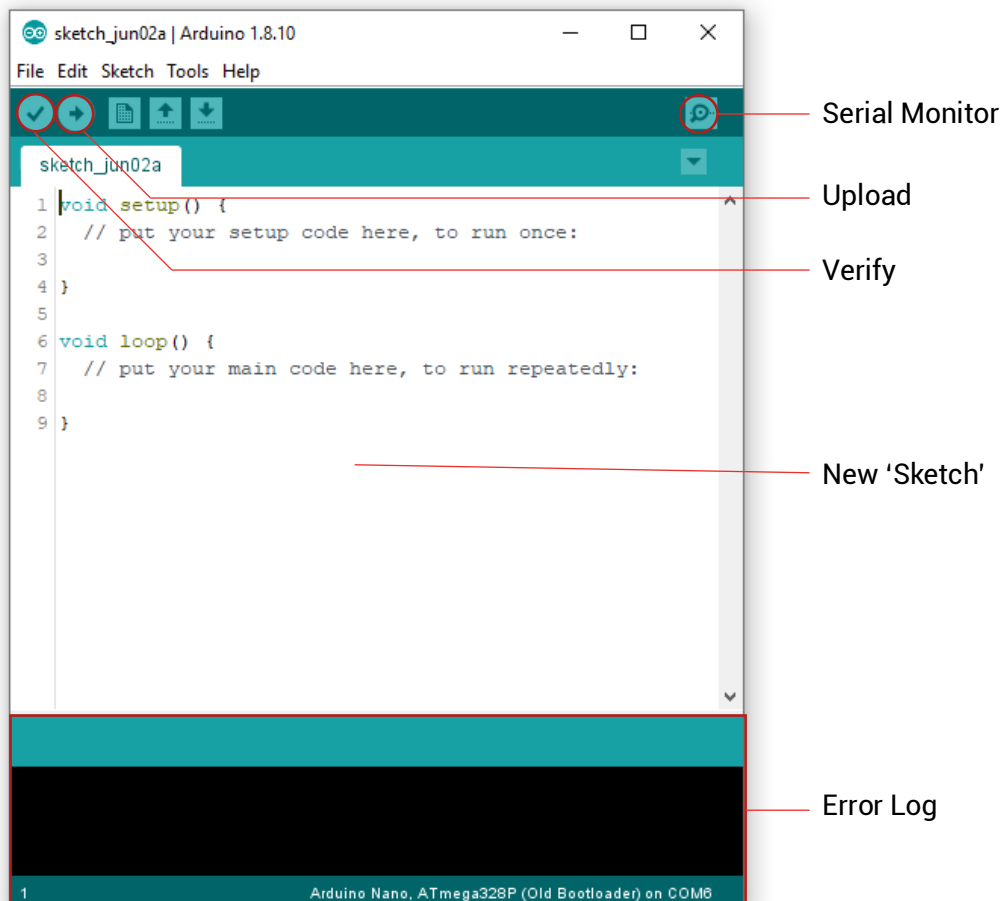 sketch_jun02a | Arduino 1.8.10
File Edit Sketch Tools Help
Serial Monitor
sketch_jun02a
Upload
1 void setup() {
2   // put your setup code here, to run once:
Verify
3
4 }
5
6 void loop() {
7   // put your main code here, to run repeatedly:
8
9 }
New ‘Sketch’
Error Log
1 Arduino Nano, ATmega328P (Old Bootloader) on COM6